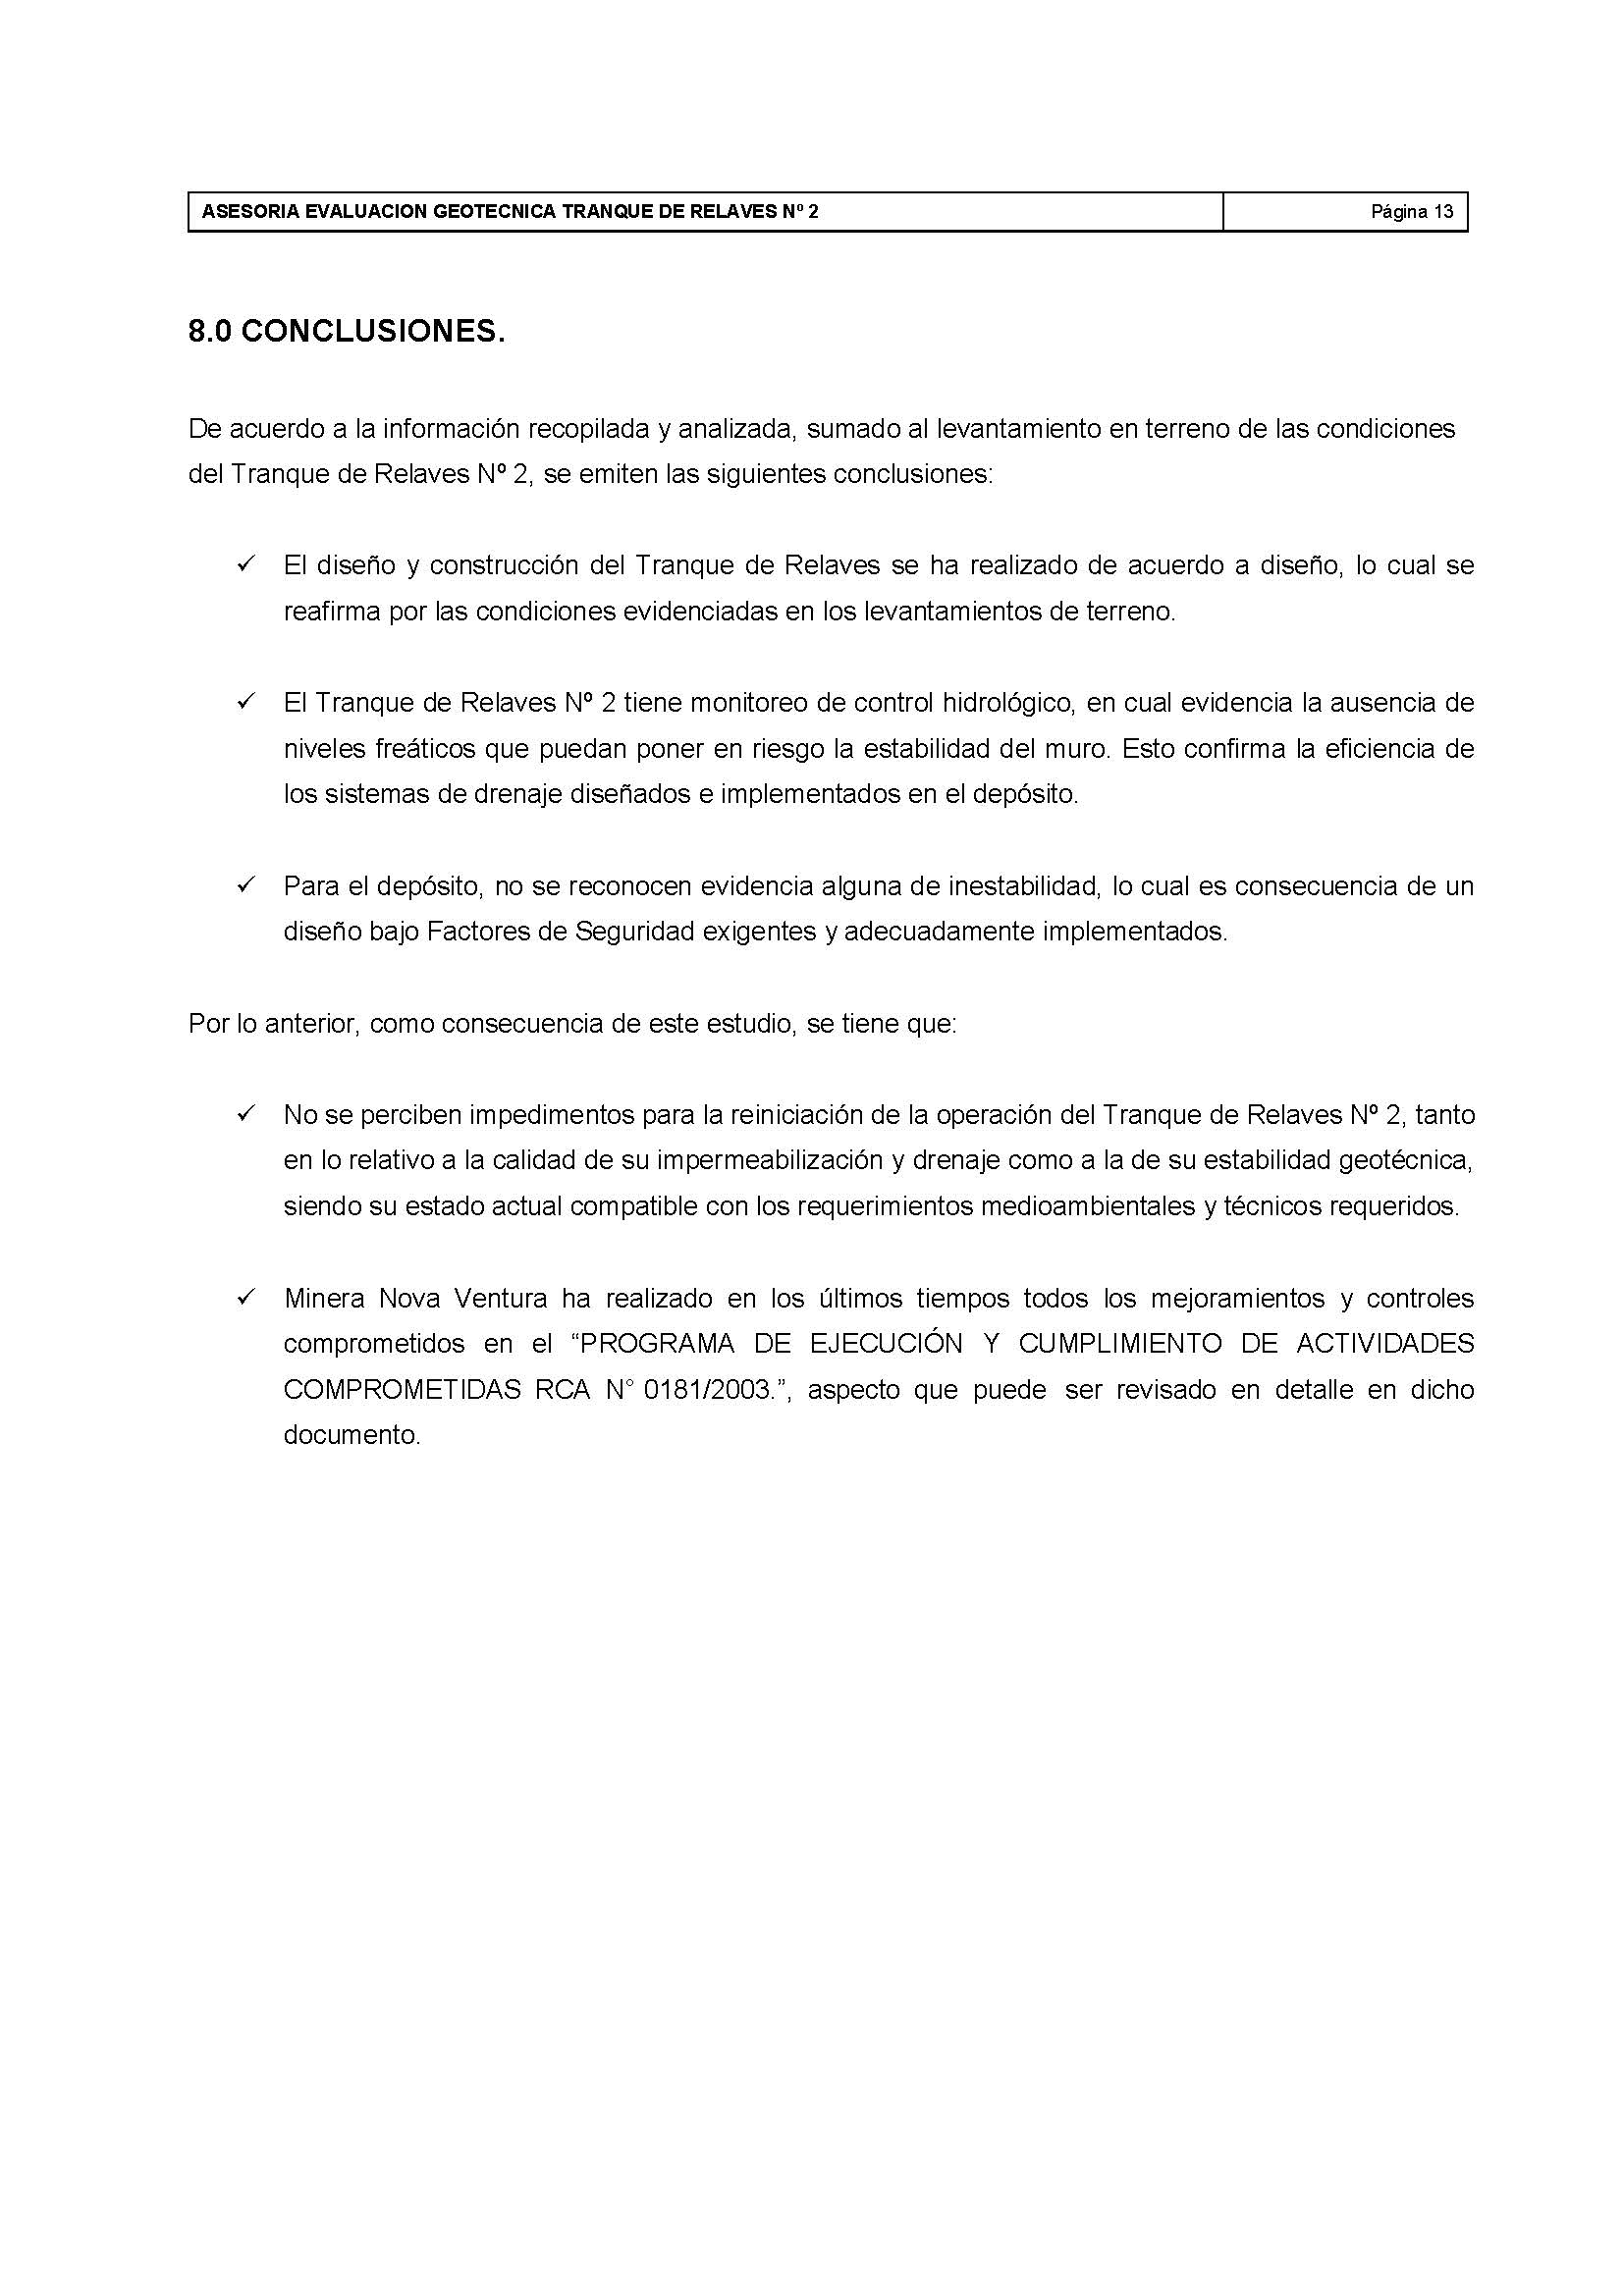 ASESORIA EVALUACION GEOTECNICA TRANQUE DE RELAVES Nº 2
Página 13
8.0 CONCLUSIONES.
De acuerdo a la información recopilada y analizada, sumado al levantamiento en terreno de las condiciones
del Tranque de Relaves Nº 2, se emiten las siguientes conclusiones:
✓ El diseño y construcción del Tranque de Relaves se ha realizado de acuerdo a diseño, lo cual se
reafirma por las condiciones evidenciadas en los levantamientos de terreno.
✓ El Tranque de Relaves Nº 2 tiene monitoreo de control hidrológico, en cual evidencia la ausencia de
niveles freáticos que puedan poner en riesgo la estabilidad del muro. Esto confirma la eficiencia de
los sistemas de drenaje diseñados e implementados en el depósito.
✓ Para el depósito, no se reconocen evidencia alguna de inestabilidad, lo cual es consecuencia de un
diseño bajo Factores de Seguridad exigentes y adecuadamente implementados.
Por lo anterior, como consecuencia de este estudio, se tiene que:
✓ No se perciben impedimentos para la reiniciación de la operación del Tranque de Relaves Nº 2, tanto
en lo relativo a la calidad de su impermeabilización y drenaje como a la de su estabilidad geotécnica,
siendo su estado actual compatible con los requerimientos medioambientales y técnicos requeridos.
✓ Minera Nova Ventura ha realizado en los últimos tiempos todos los mejoramientos y controles
comprometidos en el “PROGRAMA DE EJECUCIÓN Y CUMPLIMIENTO DE ACTIVIDADES
COMPROMETIDAS RCA N° 0181/2003.”, aspecto que puede ser revisado en detalle en dicho
documento.